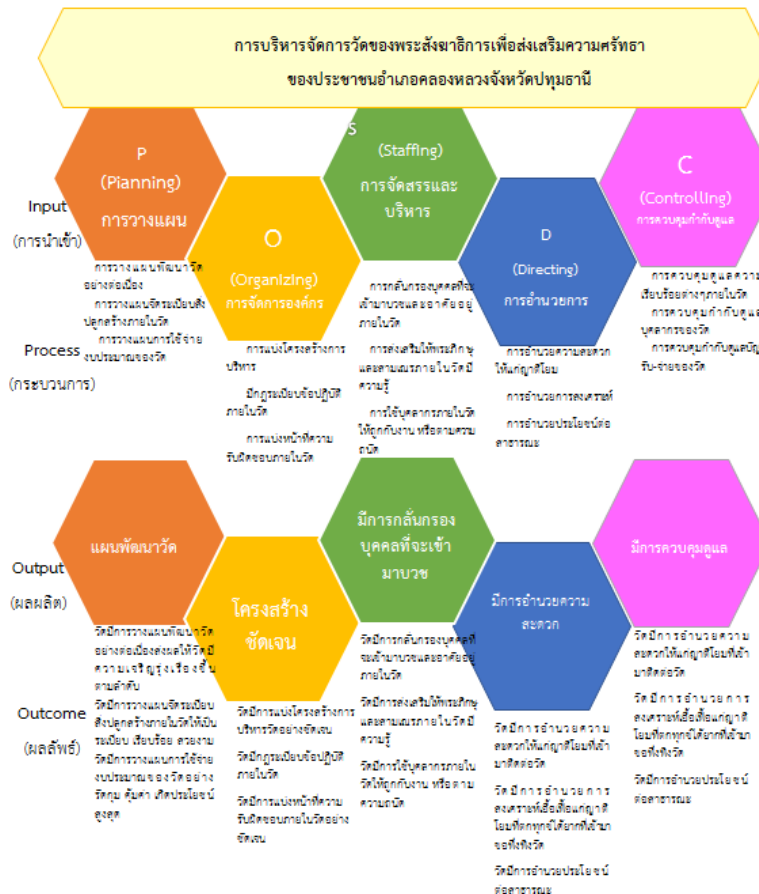 การบริหารจัดการวัดของพระสังฆาธิการเพื่อส่งเสริมความศรัทธา
ของประชาชนอำเภอคลองหลวงจังหวัดปทุมธานี
P
(Planning)
การวางแผน
O
(Organizing)
การจัดการองค์กร
S
(Staffing)
การจัดสรรและ
บริหาร
D
(Directing)
การอำนวยการ
C
(Controlling)
การควบคุมกำกับดูแล
Input
(การนำเข้า)
Process
(กระบวนการ)
การวางแผนพัฒนาวัด
อย่างต่อเนื่อง
การวางแผนจัดระเบียบสิ่ง
ปลูกสร้างภายในวัด
การวางแผนการใช้จ่าย
งบประมาณของวัด
การแบ่งโครงสร้างการ
บริหาร
มีกฎระเบียบข้อปฏิบัติ
ภายในวัด
การแบ่งหน้าที่ความ
รับผิดชอบภายในวัด
การกลั่นกรองบุคคลที่จะ
เข้ามาบวชและอาศัยอยู่
ภายในวัด
การส่งเสริมให้พระภิกษุ
และสามเณรภายในวัดมี
ความรู้
การใช้บุคลากรภายในวัด
ให้ถูกกับงาน หรือตามความ
ถนัด
การอำนวยความสะดวก
ให้แก่ญาติโยม
การอำนวยการสงเคราะห์
การอำนวยประโยชน์ต่อ
สาธารณะ
การควบคุมดูแลความ
เรียบร้อยต่างๆภายในวัด
การควบคุมกำกับดูแล
บุคลากรของวัด
การควบคุมกำกับดูแลบัญ
รับ-จ่ายของวัด
Output
(ผลผลิต)
แผนพัฒนาวัด
โครงสร้าง
ชัดเจน
มีการกลั่นกรอง
บุคคลที่จะเข้า
มาบวช
มีการอำนวยความ
สะดวก
มีการควบคุมดูแล
Outcome
(ผลลัพธ์)
วัดมีการวางแผนพัฒนาวัด
อย่างต่อเนื่องส่งผลให้วัดมี
ความเจริญรุ่งเรืองขึ้น
ตามลำดับ
วัดมีการวางแผนจัดระเบียบ
สิ่งปลูกสร้างภายในวัดให้เป็น
ระเบียบ เรียบร้อย สวยงาม
วัดมีการวางแผนการใช้จ่าย
งบประมาณของวัดอย่าง
รัดกุม คุ้มค่า เกิดประโยชน์
สูงสุด
วัดมีการแบ่งโครงสร้างการ
บริหารวัดอย่างชัดเจน
วัดมีกฎระเบียบข้อปฏิบัติ
ภายในวัด
วัดมีการแบ่งหน้าที่ความ
รับผิดชอบภายในวัดอย่าง
ชัดเจน
วัดมีการกลั่นกรองบุคคลที่
จะเข้ามาบวชและอาศัยอยู่
ภายในวัด
วัดมีการส่งเสริมให้พระภิกษุ
และสามเณรภายในวัดมี
ความรู้
วัดมีการใช้บุคลากรภายใน
วัดให้ถูกกับงาน หรือตาม
ความถนัด
วัดมีการอำนวยความ
สะดวกให้แก่ญาติโยมที่เข้า
มาติดต่อวัด
วัดมีการอำนวยการ
สงเคราะห์เอื้อเฟื้อแก่ญาติ
โยมที่ตกทุกข์ได้ยากที่เข้ามา
ขอพึ่งพิงวัด
วัดมีการอำนวยประโยชน์
ต่อสาธารณะ
วัดมีการอำนวยความ
สะดวกให้แก่ญาติโยมที่เข้า
มาติดต่อวัด
วัดมีการอำนวยการ
สงเคราะห์เอื้อเฟื้อแก่ญาติ
โยมที่ตกทุกข์ได้ยากที่เข้ามา
ขอพึ่งพิงวัด
วัดมีการอำนวยประโยชน์
ต่อสาธารณะ